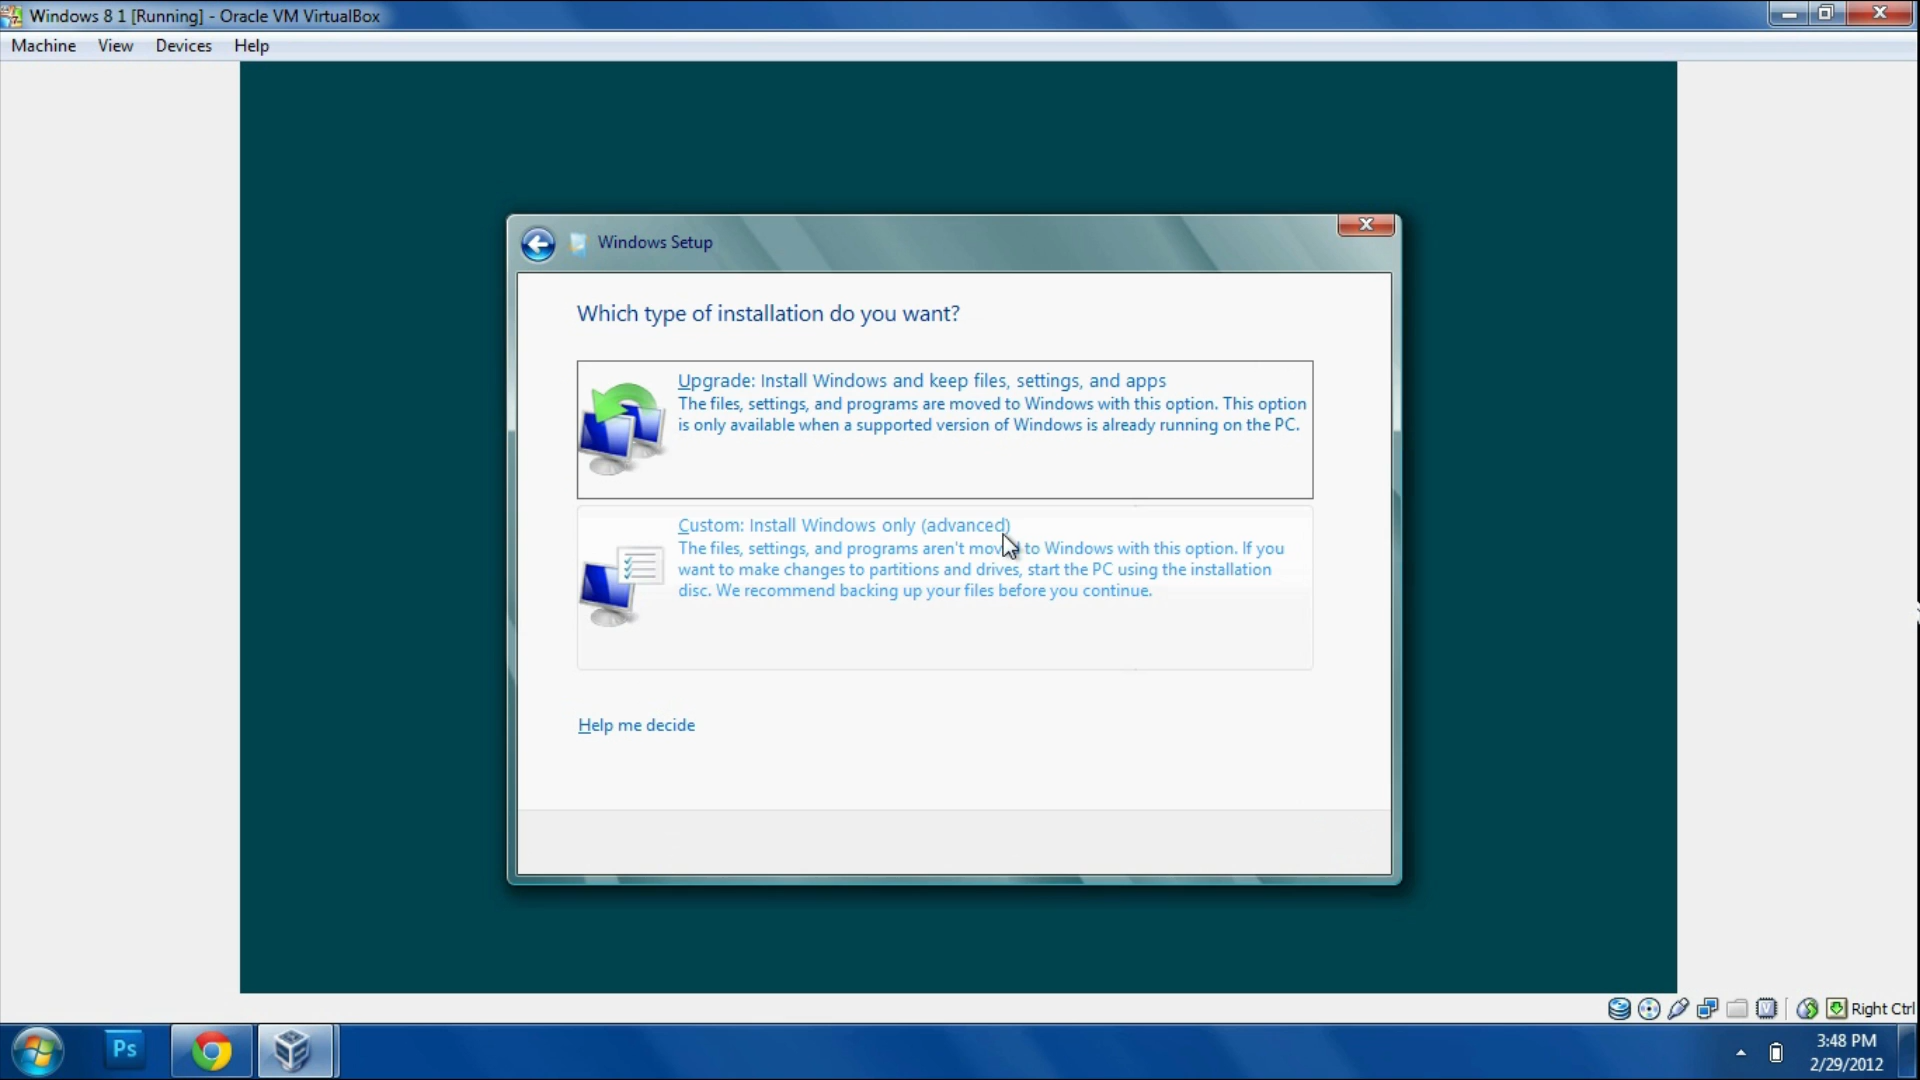 Windows 8 1 [Running] - Oracle VM VirtualBox
Machine View Devices Help
Windows Setup
Which type of installation do you want?
Upgrade: Install Windows and keep files, settings, and apps
The files, settings, and programs are moved to Windows with this option. This option
is only available when a supported version of Windows is already running on the PC.
Custom: Install Windows only (advanced)
The files, settings, and programs aren't moved to Windows with this option. If you
want to make changes to partitions and drives, start the PC using the installation
disc. We recommend backing up your files before you continue.
Help me decide
Right Ctrl
Ps
3:48 PM
2/29/2012